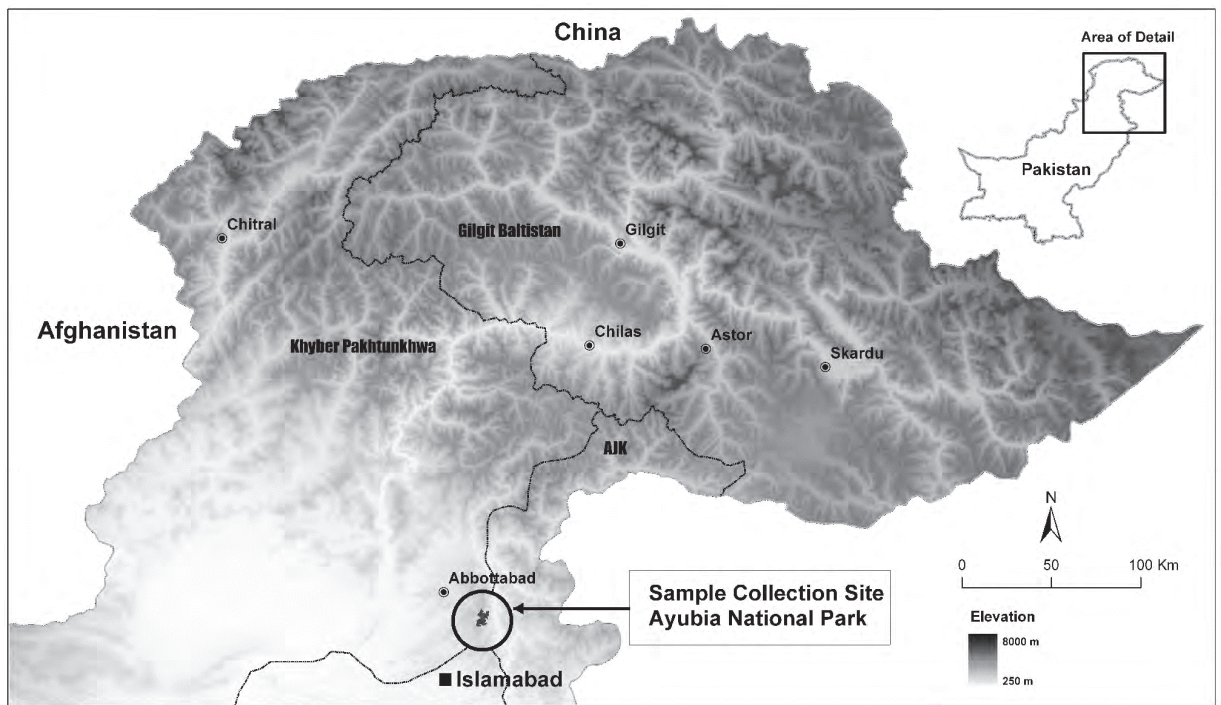 China
Area of Detail
Pakistan
Chitral
Gilgit Baltistan
Gilgit
Afghanistan
Khyber Pakhtunkhwa
Chilas
Astor
Skardu
AJK
N
0 50 100 Km
Abbottabad
Sample Collection Site
Ayubia National Park
Elevation
8000 m
250 m
Islamabad